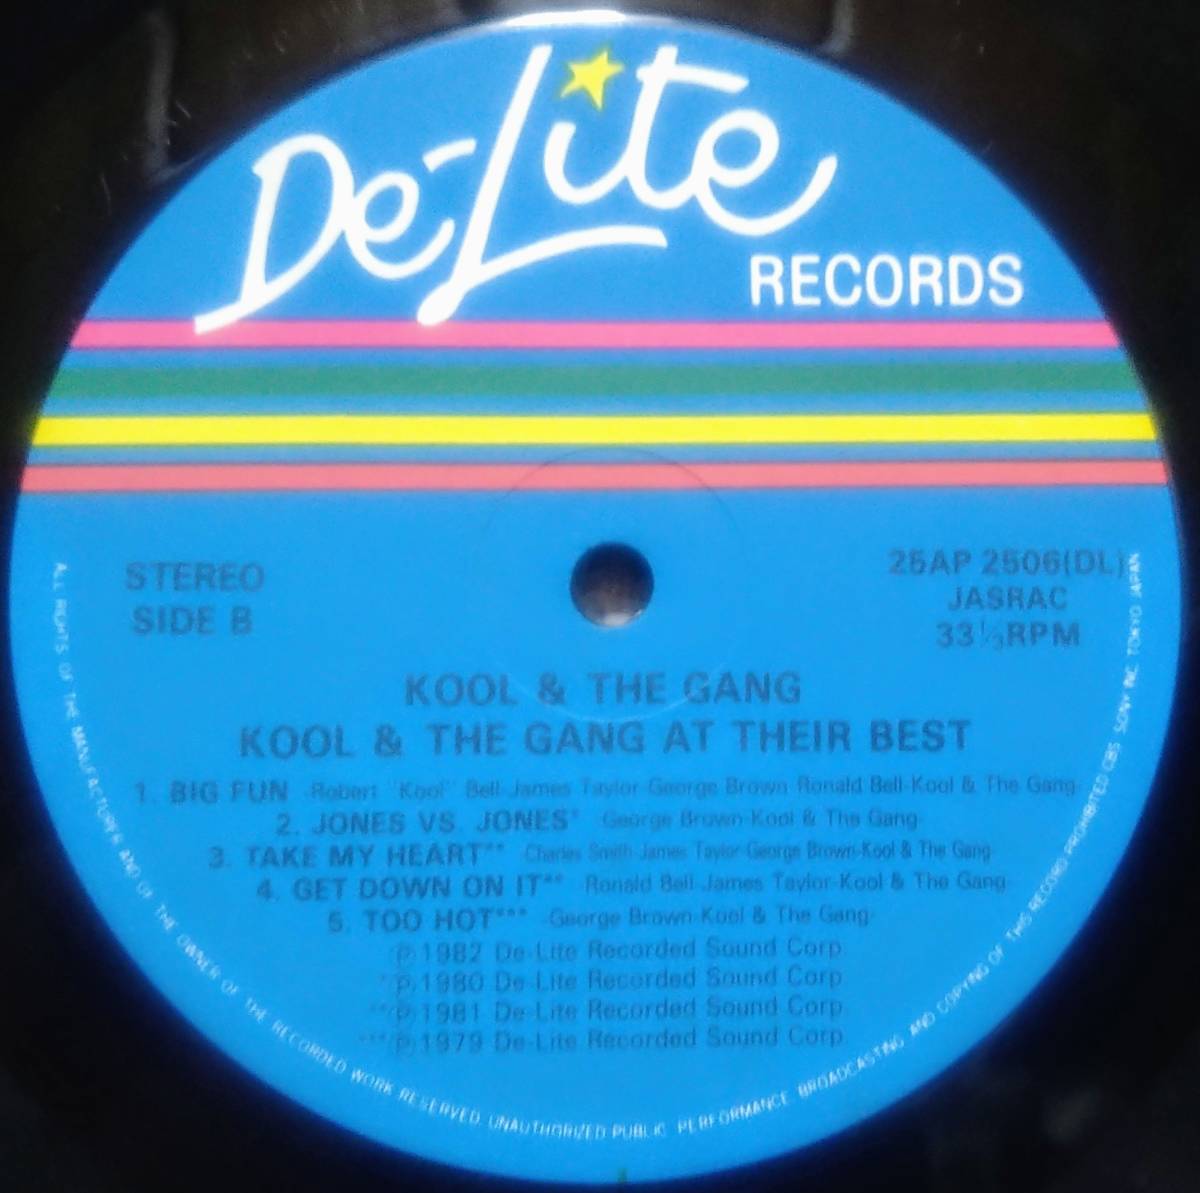 De-Lite
RECORDS
STEREO
SIDE B
25AP 2506(DL)
JASRAC
33⅓RPM
KOOL & THE GANG
KOOL & THE GANG AT THEIR BEST
1. BIG FUN -Robert "Kool" Bell-James Taylor-George Brown-Ronald Bell-Kool & The Gang-
2. JONES VS. JONES* -George Brown-Kool & The Gang-
3. TAKE MY HEART** -Charles Smith-James Taylor-George Brown-Kool & The Gang-
4. GET DOWN ON IT** -Ronald Bell-James Taylor-Kool & The Gang-
5. TOO HOT*** -George Brown-Kool & The Gang-
℗1982 De-Lite Recorded Sound Corp.
*℗1980 De-Lite Recorded Sound Corp.
**℗1981 De-Lite Recorded Sound Corp.
***℗1979 De-Lite Recorded Sound Corp.
ALL RIGHTS OF THE MANUFACTORER AND OF THE OWNER OF THE RECORDED WORK RESERVED. UNAUTHORIZED PUBLIC PERFORMANCE BROADCASTING AND COPYING OF THIS RECORD PROHIBITED CBS SONY INC. TOKYO JAPAN